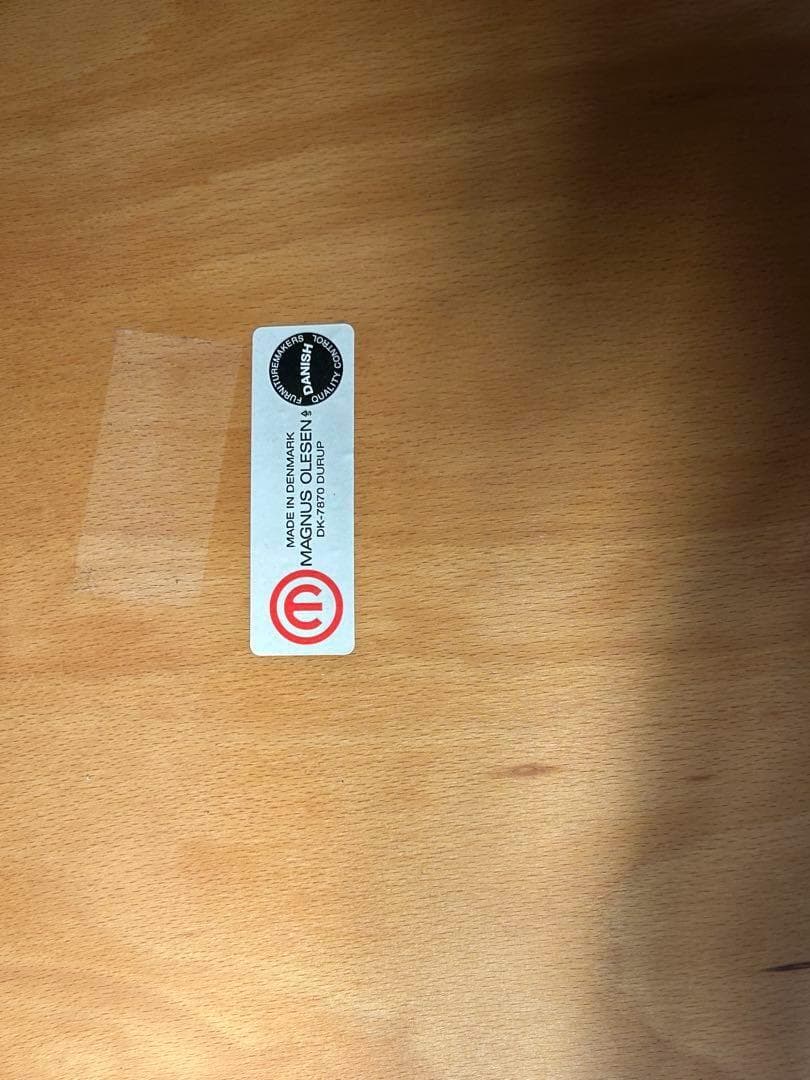 MADE IN DENMARK
MAGNUS OLESEN
DK-7870 DURUP
FURNITUREMAKERS
DANISH
QUALITY CONTROL